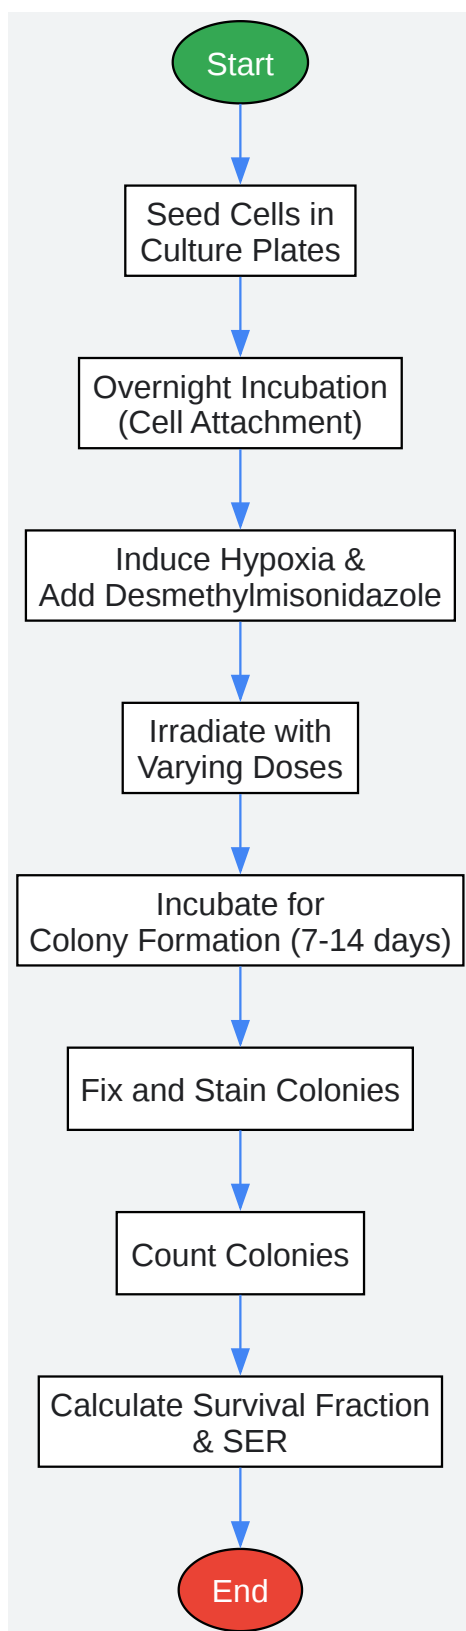 Start
Seed Cells in
Culture Plates
Overnight Incubation
(Cell Attachment)
Induce Hypoxia &
Add Desmethylmisonidazole
Irradiate with
Varying Doses
Incubate for
Colony Formation (7-14 days)
Fix and Stain Colonies
Count Colonies
Calculate Survival Fraction
& SER
End